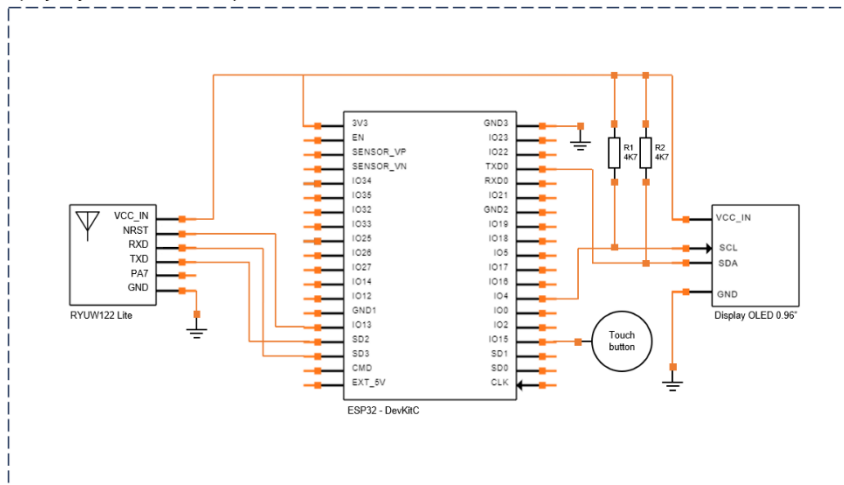 3V3
EN
SENSOR_VP
SENSOR_VN
IO34
IO35
IO32
IO33
IO25
IO26
IO27
IO14
IO12
GND1
IO13
SD2
SD3
CMD
EXT_5V
GND3
IO23
IO22
TXD0
RXD0
IO21
GND2
IO19
IO18
IO5
IO17
IO16
IO4
IO0
IO2
IO15
SD1
SD0
CLK
ESP32 - DevKitC
R1
4K7
R2
4K7
VCC_IN
NRST
RXD
TXD
PA7
GND
RYUW122 Lite
VCC_IN
SCL
SDA
GND
Display OLED 0.96"
Touch
button